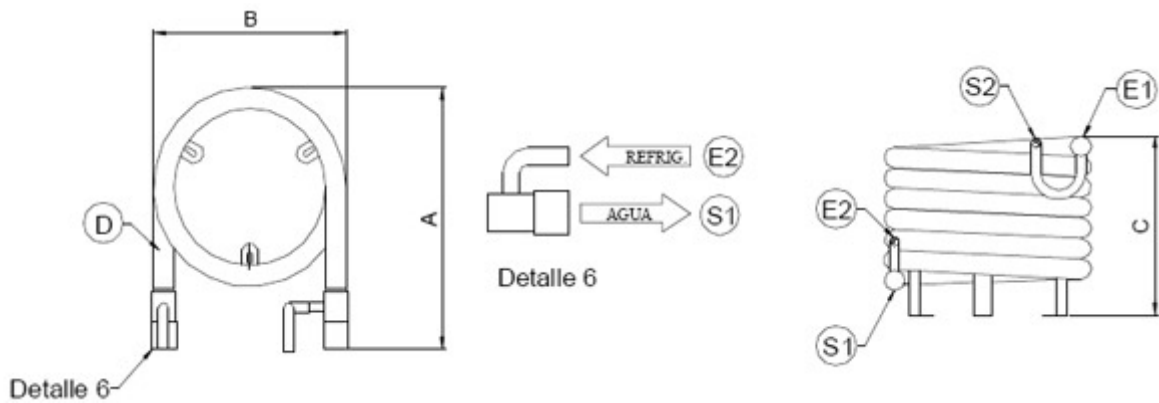 B
A
D
Detalle 6
REFRIG.
E2
AGUA
S1
Detalle 6
S2
E1
E2
C
S1